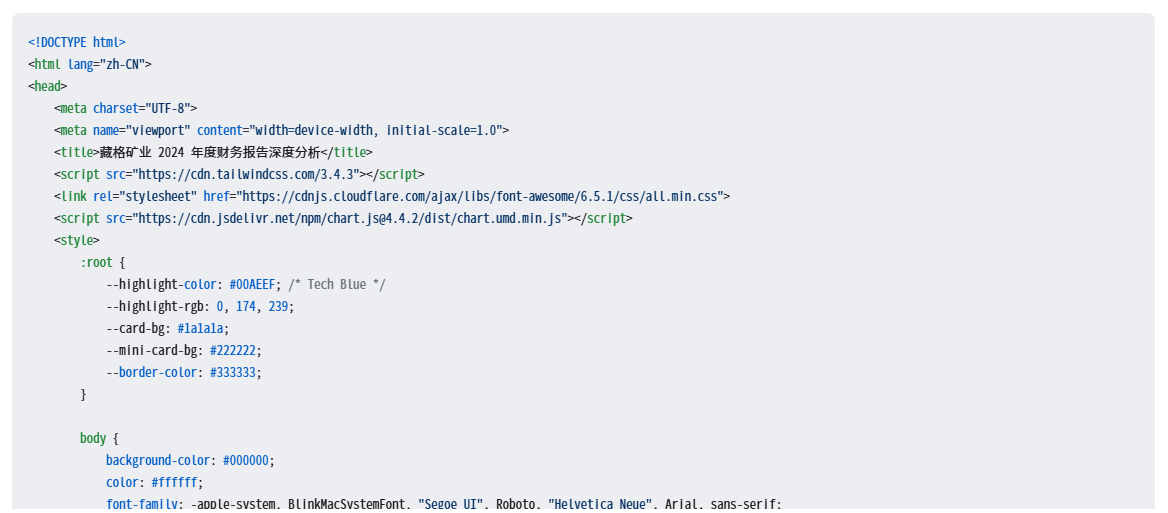 <!DOCTYPE html>
<html lang="zh-CN">
<head>
    <meta charset="UTF-8">
    <meta name="viewport" content="width=device-width, initial-scale=1.0">
    <title>藏格矿业 2024 年度财务报告深度分析</title>
    <script src="https://cdn.tailwindcss.com/3.4.3"></script>
    <link rel="stylesheet" href="https://cdnjs.cloudflare.com/ajax/libs/font-awesome/6.5.1/css/all.min.css">
    <script src="https://cdn.jsdelivr.net/npm/chart.js@4.4.2/dist/chart.umd.min.js"></script>
    <style>
        :root {
            --highlight-color: #00AEEF; /* Tech Blue */
            --highlight-rgb: 0, 174, 239;
            --card-bg: #1a1a1a;
            --mini-card-bg: #222222;
            --border-color: #333333;
        }
        body {
            background-color: #000000;
            color: #ffffff;
            font-family: -apple-system, BlinkMacSystemFont, "Segoe UI", Roboto, "Helvetica Neue", Arial, sans-serif;